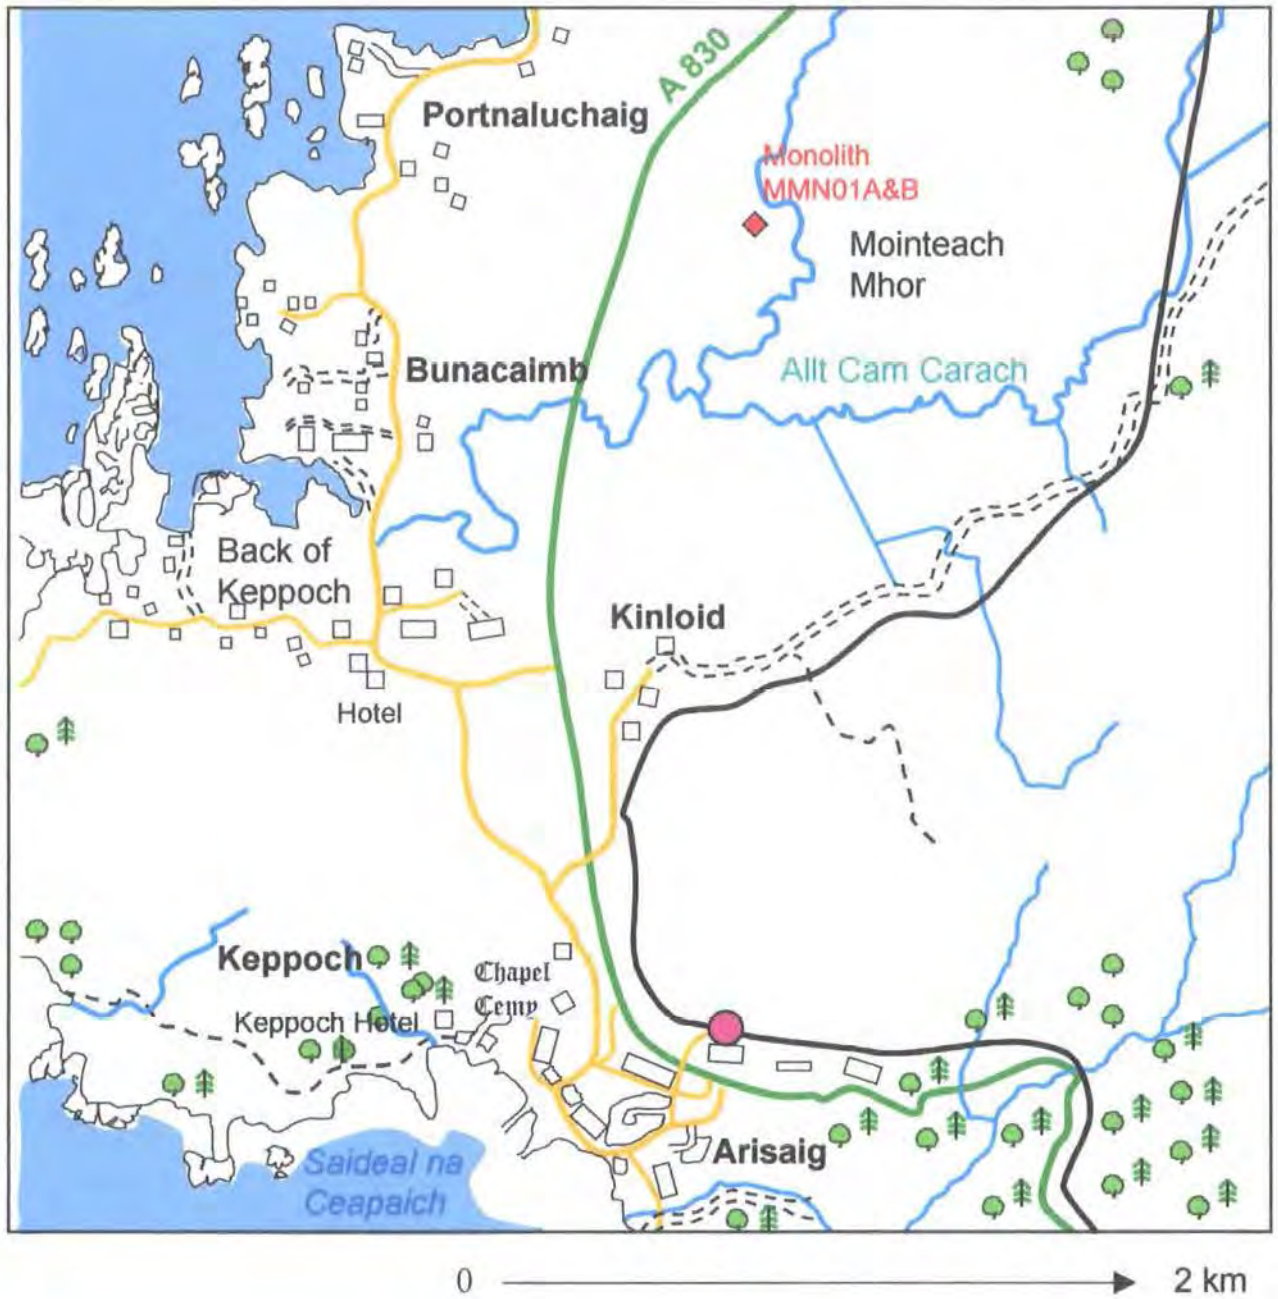 A 830
Portnaluchaig
Monolith
MMN01A&B
Mointeach
Mhor
Bunacaimb
Allt Cam Carach
Back of
Keppoch
Kinloid
Hotel
Keppoch
Chapel
Cemy
Keppoch Hotel
Arisaig
Saideal na
Ceapaich
0 2 km